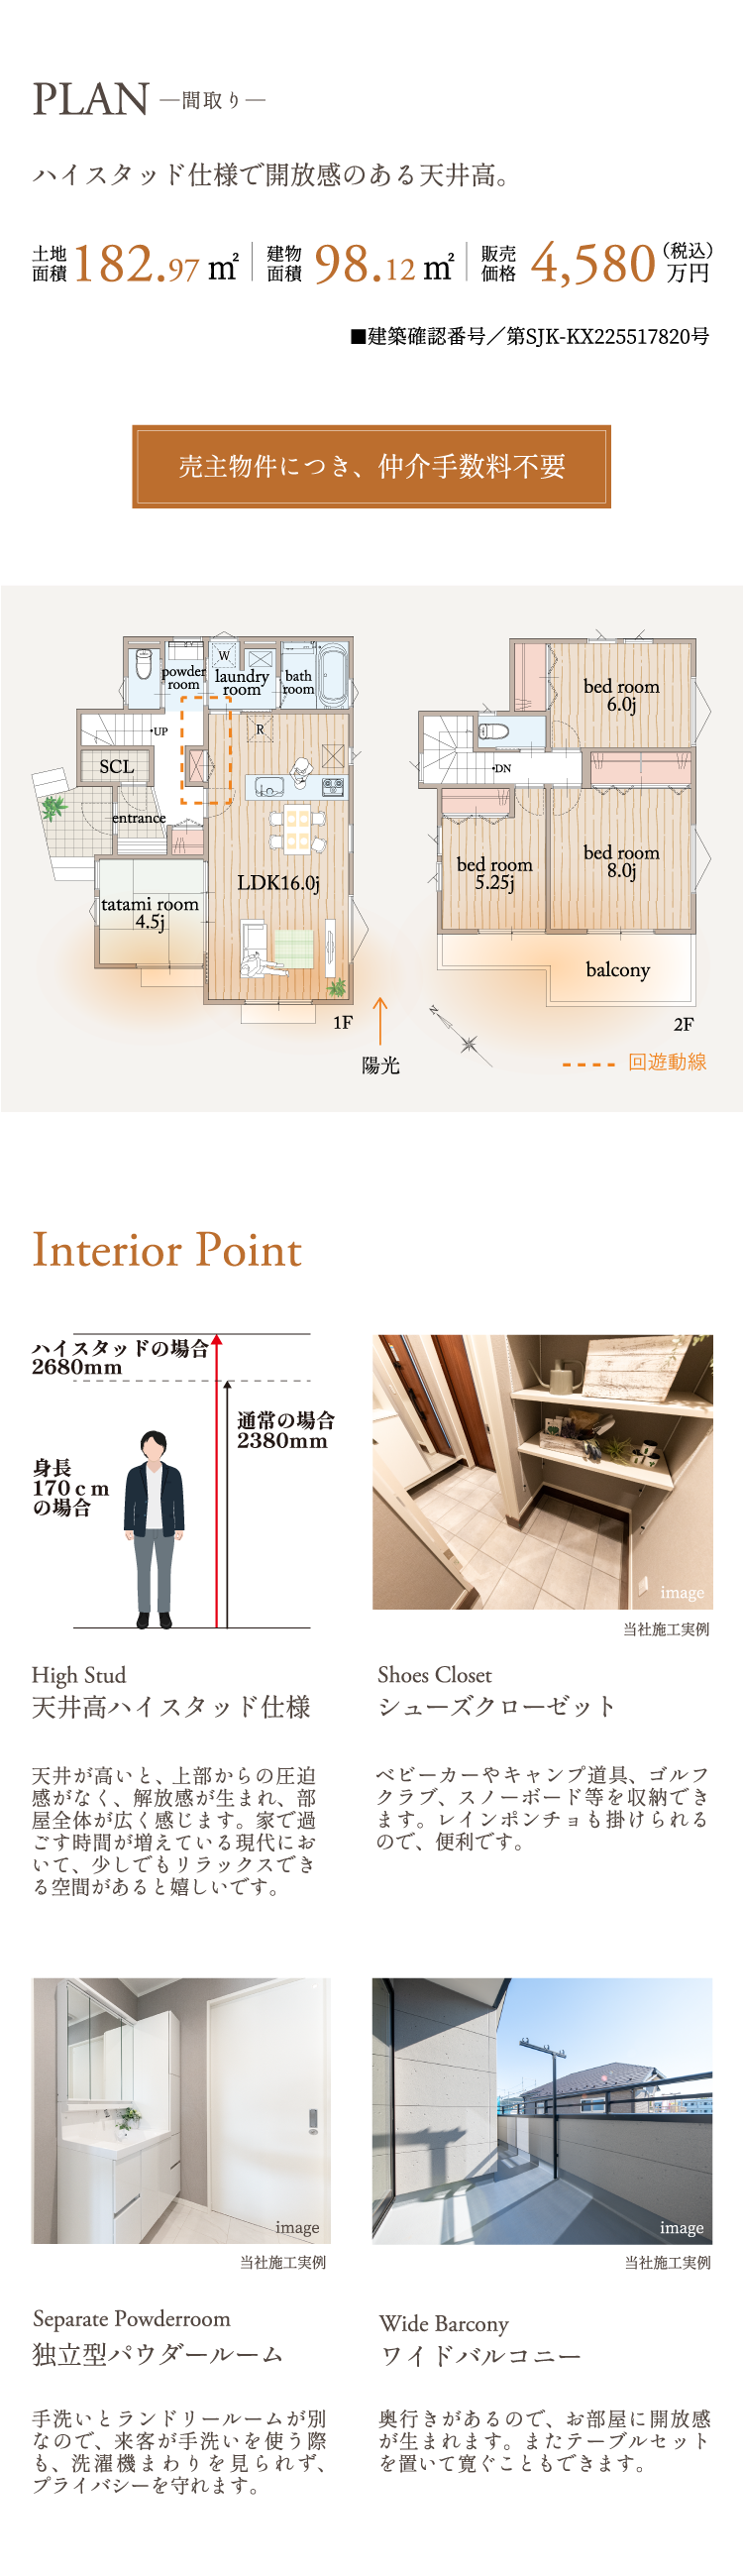 PLAN ―間取り―
ハイスタッド仕様で開放感のある天井高。
土地面積 182.97 ㎡ 建物面積 98.12 ㎡ 販売価格 4,580 (税込)万円
■建築確認番号／第SJK-KX225517820号
売主物件につき、仲介手数料不要
powder room
W
laundry room
bath room
UP
R
SCL
entrance
LDK16.0j
tatami room
4.5j
1F
陽光
bed room
6.0j
DN
bed room
5.25j
bed room
8.0j
balcony
N
2F
回遊動線
Interior Point
ハイスタッドの場合
2680mm
通常の場合
2380mm
身長
170ｃｍ
の場合
image
当社施工実例
High Stud
天井高ハイスタッド仕様
天井が高いと、上部からの圧迫
感がなく、解放感が生まれ、部
屋全体が広く感じます。家で過
ごす時間が増えている現代にお
いて、少しでもリラックスでき
る空間があると嬉しいです。
Shoes Closet
シューズクローゼット
ベビーカーやキャンプ道具、ゴルフ
クラブ、スノーボード等を収納でき
ます。レインポンチョも掛けられる
ので、便利です。
image
当社施工実例
Separate Powderroom
独立型パウダールーム
手洗いとランドリールームが別
なので、来客が手洗いを使う際
も、洗濯機まわりを見られず、
プライバシーを守れます。
image
当社施工実例
Wide Barcony
ワイドバルコニー
奥行きがあるので、お部屋に開放感
が生まれます。またテーブルセット
を置いて寛ぐこともできます。